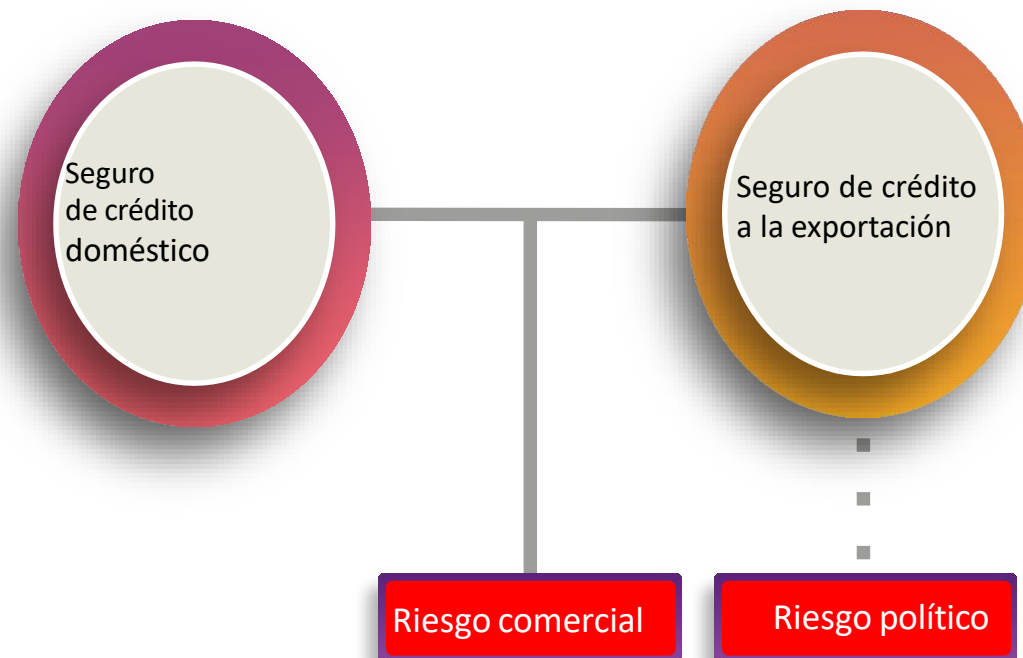 Seguro
de crédito
doméstico
Seguro de crédito
a la exportación
Riesgo comercial
Riesgo político